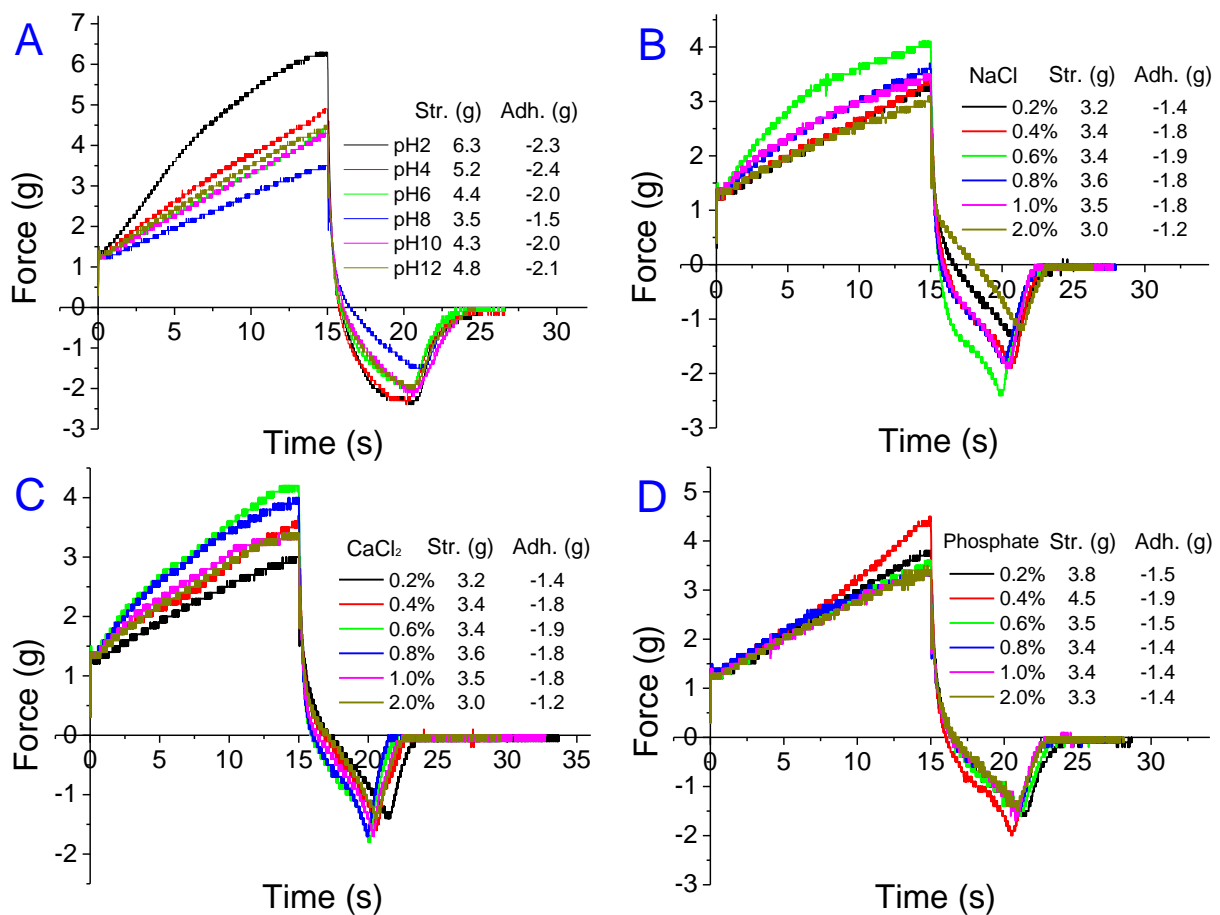 A
Force (g)
7
6
5
4
3
2
1
0
-1
-2
-3
0 5 10 15 20 25 30
Time (s)
Str. (g) Adh. (g)
pH2 6.3 -2.3
pH4 5.2 -2.4
pH6 4.4 -2.0
pH8 3.5 -1.5
pH10 4.3 -2.0
pH12 4.8 -2.1
B
Force (g)
4
3
2
1
0
-1
-2
-3
0 5 10 15 20 25 30
Time (s)
NaCl Str. (g) Adh. (g)
0.2% 3.2 -1.4
0.4% 3.4 -1.8
0.6% 3.4 -1.9
0.8% 3.6 -1.8
1.0% 3.5 -1.8
2.0% 3.0 -1.2
C
Force (g)
4
3
2
1
0
-1
-2
0 5 10 15 20 25 30 35
Time (s)
CaCl₂ Str. (g) Adh. (g)
0.2% 3.2 -1.4
0.4% 3.4 -1.8
0.6% 3.4 -1.9
0.8% 3.6 -1.8
1.0% 3.5 -1.8
2.0% 3.0 -1.2
D
Force (g)
5
4
3
2
1
0
-1
-2
-3
0 5 10 15 20 25 30
Time (s)
Phosphate Str. (g) Adh. (g)
0.2% 3.8 -1.5
0.4% 4.5 -1.9
0.6% 3.5 -1.5
0.8% 3.4 -1.4
1.0% 3.4 -1.4
2.0% 3.3 -1.4